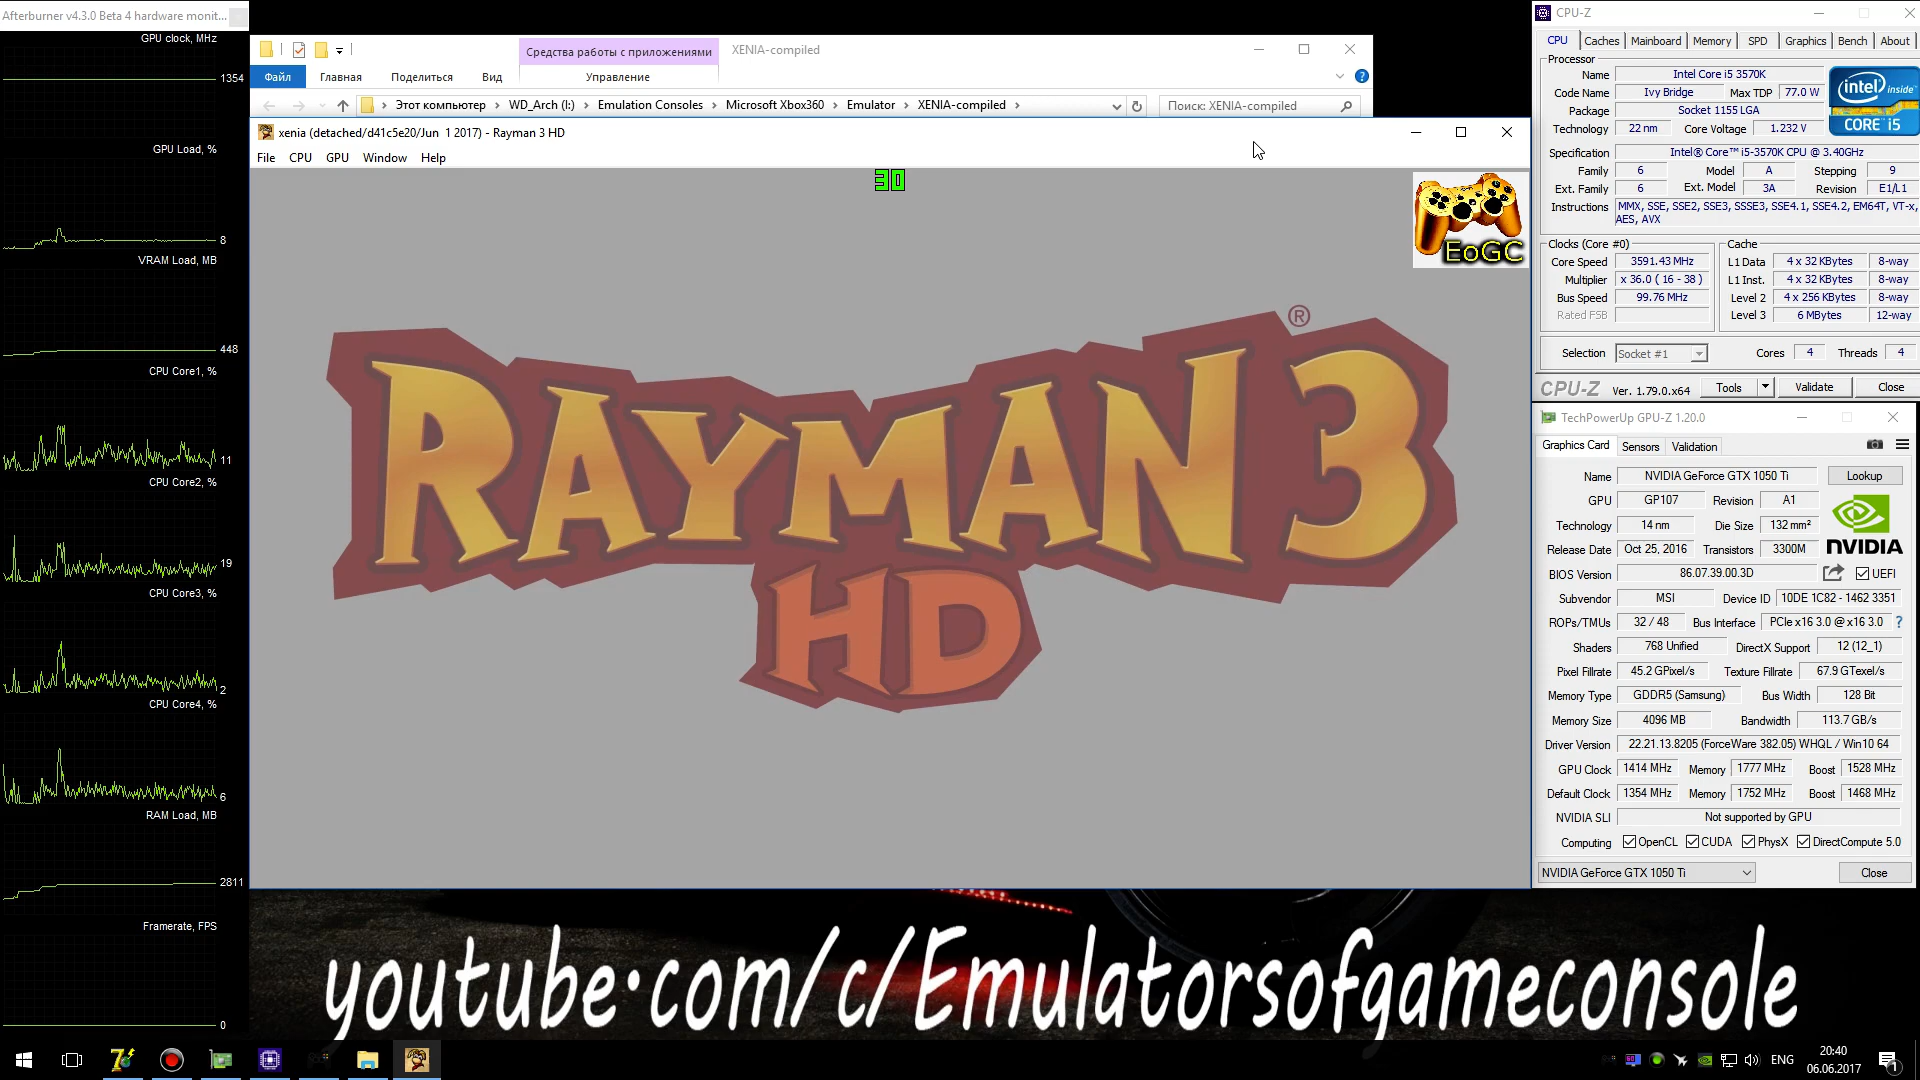 Afterburner v4.3.0 Beta 4 hardware monit...
GPU clock, MHz
1354
GPU Load, %
8
VRAM Load, MB
448
CPU Core1, %
11
CPU Core2, %
19
CPU Core3, %
2
CPU Core4, %
6
RAM Load, MB
2811
Framerate, FPS
0
Средства работы с приложениями
XENIA-compiled
Файл
Главная
Поделиться
Вид
Управление
Этот компьютер
WD_Arch (I:)
Emulation Consoles
Microsoft Xbox360
Emulator
XENIA-compiled
Поиск: XENIA-compiled
xenia (detached/d41c5e20/Jun 1 2017) - Rayman 3 HD
File CPU GPU Window Help
30
EoGC
RAYMAN 3 ®
HD
youtube.com/c/Emulatorsofgameconsole
CPU-Z
CPU Caches Mainboard Memory SPD Graphics Bench About
Processor
Name Intel Core i5 3570K
Code Name Ivy Bridge Max TDP 77.0 W
Package Socket 1155 LGA
Technology 22 nm Core Voltage 1.232 V
intel inside™
CORE i5
Specification Intel® Core™ i5-3570K CPU @ 3.40GHz
Family 6 Model A Stepping 9
Ext. Family 6 Ext. Model 3A Revision E1/L1
Instructions MMX, SSE, SSE2, SSE3, SSSE3, SSE4.1, SSE4.2, EM64T, VT-x,
AES, AVX
Clocks (Core #0)
Core Speed 3591.43 MHz
Multiplier x 36.0 ( 16 - 38 )
Bus Speed 99.76 MHz
Rated FSB
Cache
L1 Data 4 x 32 KBytes 8-way
L1 Inst. 4 x 32 KBytes 8-way
Level 2 4 x 256 KBytes 8-way
Level 3 6 MBytes 12-way
Selection Socket #1 Cores 4 Threads 4
CPU-Z Ver. 1.79.0.x64 Tools Validate Close
TechPowerUp GPU-Z 1.20.0
Graphics Card Sensors Validation
Name NVIDIA GeForce GTX 1050 Ti Lookup
GPU GP107 Revision A1
Technology 14 nm Die Size 132 mm²
Release Date Oct 25, 2016 Transistors 3300M
NVIDIA
BIOS Version 86.07.39.00.3D UEFI
Subvendor MSI Device ID 10DE 1C82 - 1462 3351
ROPs/TMUs 32 / 48 Bus Interface PCIe x16 3.0 @ x16 3.0 ?
Shaders 768 Unified DirectX Support 12 (12_1)
Pixel Fillrate 45.2 GPixel/s Texture Fillrate 67.9 GTexel/s
Memory Type GDDR5 (Samsung) Bus Width 128 Bit
Memory Size 4096 MB Bandwidth 113.7 GB/s
Driver Version 22.21.13.8205 (ForceWare 382.05) WHQL / Win10 64
GPU Clock 1414 MHz Memory 1777 MHz Boost 1528 MHz
Default Clock 1354 MHz Memory 1752 MHz Boost 1468 MHz
NVIDIA SLI Not supported by GPU
Computing OpenCL CUDA PhysX DirectCompute 5.0
NVIDIA GeForce GTX 1050 Ti Close
ENG
20:40
06.06.2017
1